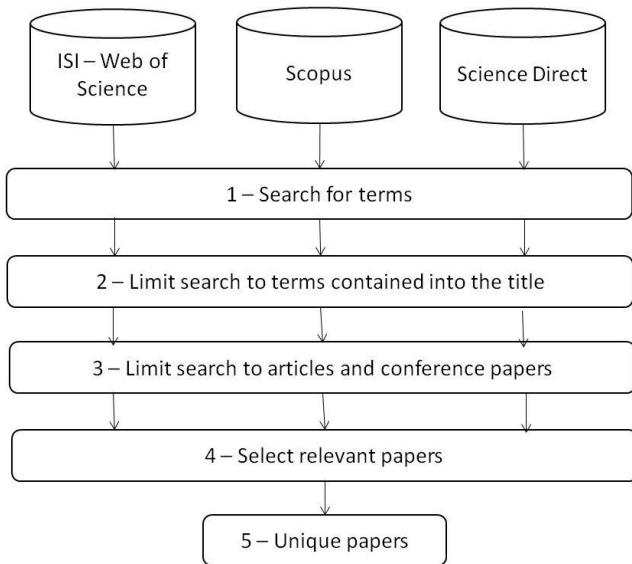 ISI – Web of
Science
Scopus
Science Direct
1 – Search for terms
2 – Limit search to terms contained into the title
3 – Limit search to articles and conference papers
4 – Select relevant papers
5 – Unique papers